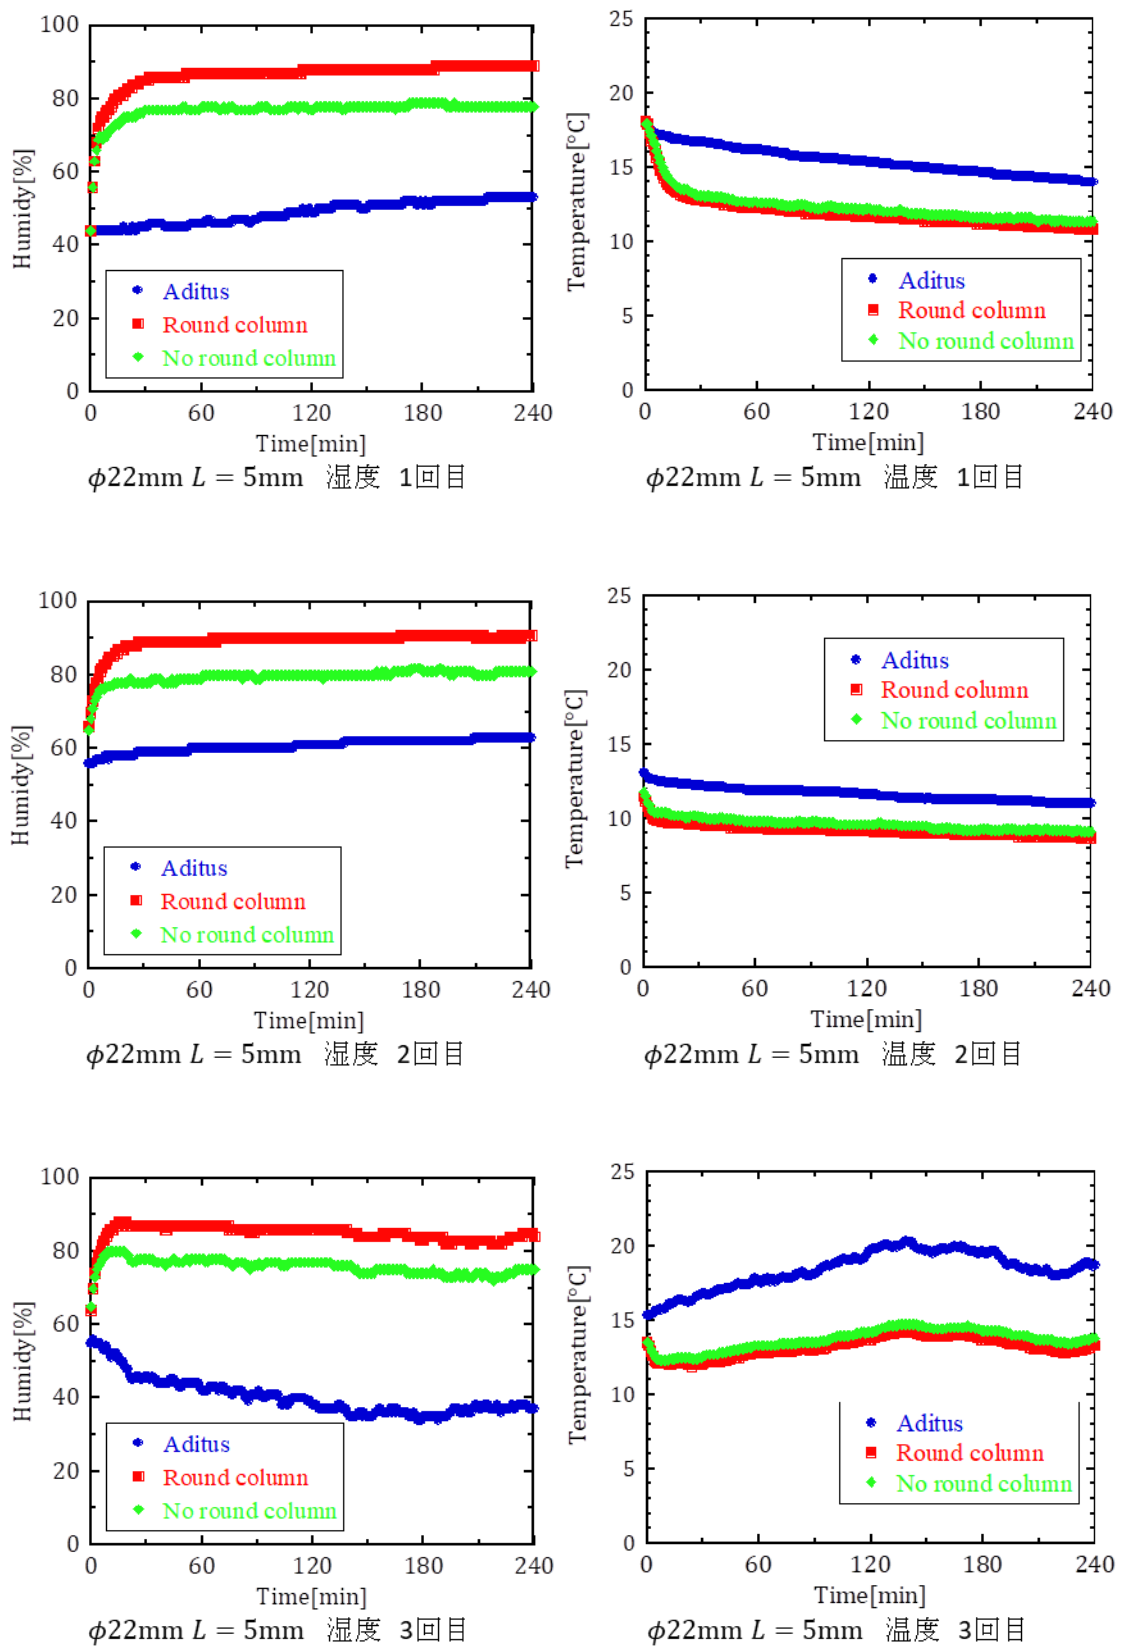 100
80
60
40
20
0
Humidy[%]
Aditus
Round column
No round column
0 60 120 180 240
Time[min]
ϕ22mm L = 5mm 湿度 1回目
25
20
15
10
5
0
Temperature[°C]
Aditus
Round column
No round column
0 60 120 180 240
Time[min]
ϕ22mm L = 5mm 温度 1回目
100
80
60
40
20
0
Humidy[%]
Aditus
Round column
No round column
0 60 120 180 240
Time[min]
ϕ22mm L = 5mm 湿度 2回目
25
20
15
10
5
0
Temperature[°C]
Aditus
Round column
No round column
0 60 120 180 240
Time[min]
ϕ22mm L = 5mm 温度 2回目
100
80
60
40
20
0
Humidy[%]
Aditus
Round column
No round column
0 60 120 180 240
Time[min]
ϕ22mm L = 5mm 湿度 3回目
25
20
15
10
5
0
Temperature[°C]
Aditus
Round column
No round column
0 60 120 180 240
Time[min]
ϕ22mm L = 5mm 温度 3回目